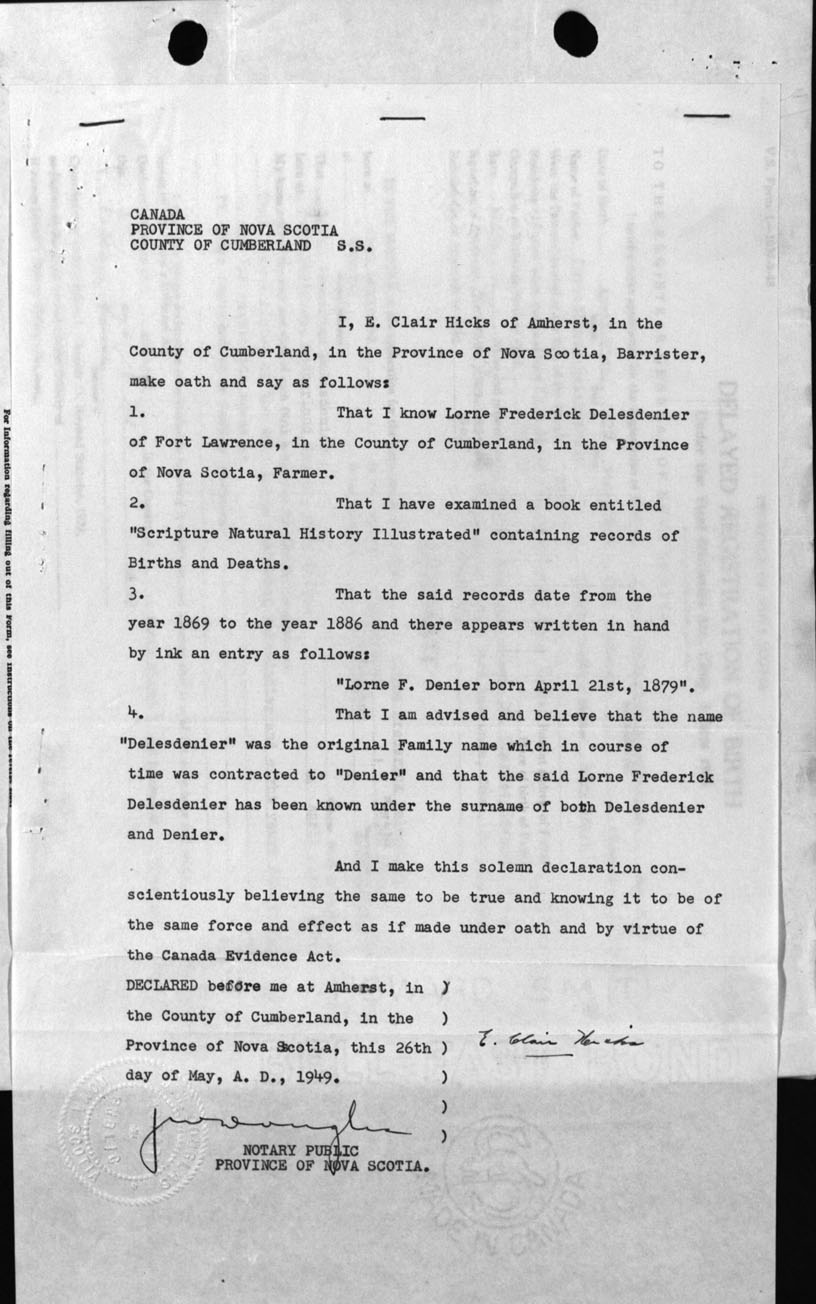 CANADA
PROVINCE OF NOVA SCOTIA
COUNTY OF CUMBERLAND S.S.
I, E. Clair Hicks of Amherst, in the
County of Cumberland, in the Province of Nova Scotia, Barrister,
make oath and say as follows:
1. That I know Lorne Frederick Delesdenier
of Fort Lawrence, in the County of Cumberland, in the Province
of Nova Scotia, Farmer.
2. That I have examined a book entitled
"Scripture Natural History Illustrated" containing records of
Births and Deaths.
3. That the said records date from the
year 1869 to the year 1886 and there appears written in hand
by ink an entry as follows:
"Lorne F. Denier born April 21st, 1879".
4. That I am advised and believe that the name
"Delesdenier" was the original Family name which in course of
time was contracted to "Denier" and that the said Lorne Frederick
Delesdenier has been known under the surname of both Delesdenier
and Denier.
And I make this solemn declaration con-
scientiously believing the same to be true and knowing it to be of
the same force and effect as if made under oath and by virtue of
the Canada Evidence Act.
DECLARED before me at Amherst, in )
the County of Cumberland, in the )
Province of Nova Scotia, this 26th )
day of May, A. D., 1949. )
)
)
E. Clair Hicks
NOTARY PUBLIC
PROVINCE OF NOVA SCOTIA.
For information regarding filling out of this Form, see instructions on the
MADE IN CANADA